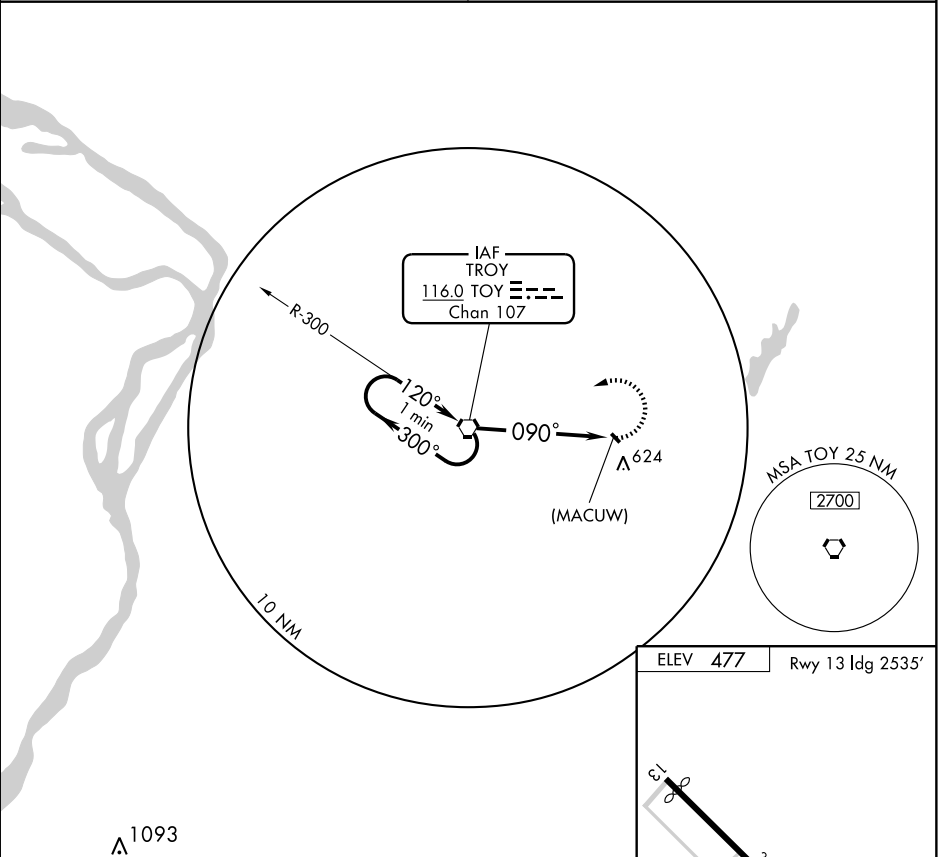 IAF
TROY
116.0 TOY
Chan 107
R-300
120°
1 min
300°
090°
624
(MACUW)
MSA TOY 25 NM
2700
10 NM
ELEV 477
Rwy 13 ldg 2535'
13
1093